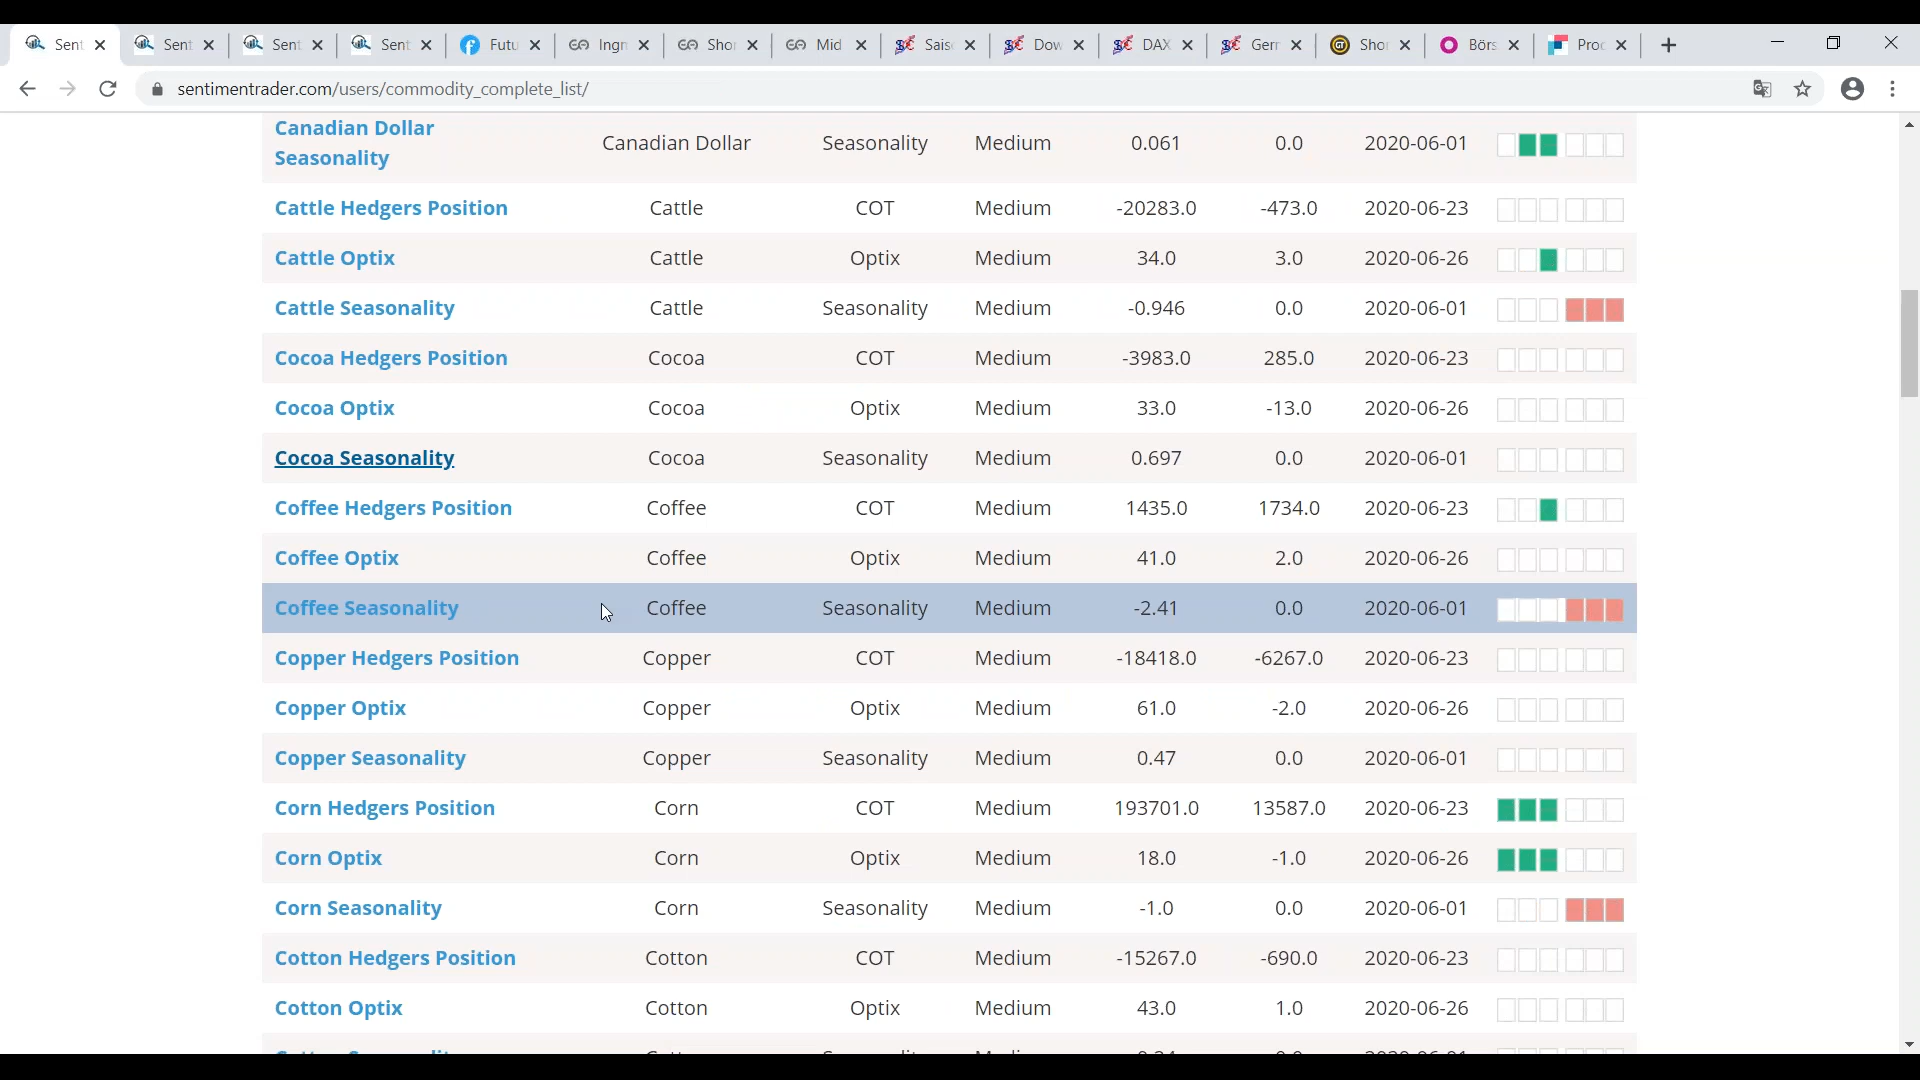 Sent Sent Sent Sent Futu Ingr Shor Mid Sais Dow DAX Gerr Shor Börs Proc
sentimentrader.com/users/commodity_complete_list/
Canadian Dollar
Seasonality Canadian Dollar Seasonality Medium 0.061 0.0 2020-06-01
Cattle Hedgers Position Cattle COT Medium -20283.0 -473.0 2020-06-23
Cattle Optix Cattle Optix Medium 34.0 3.0 2020-06-26
Cattle Seasonality Cattle Seasonality Medium -0.946 0.0 2020-06-01
Cocoa Hedgers Position Cocoa COT Medium -3983.0 285.0 2020-06-23
Cocoa Optix Cocoa Optix Medium 33.0 -13.0 2020-06-26
Cocoa Seasonality Cocoa Seasonality Medium 0.697 0.0 2020-06-01
Coffee Hedgers Position Coffee COT Medium 1435.0 1734.0 2020-06-23
Coffee Optix Coffee Optix Medium 41.0 2.0 2020-06-26
Coffee Seasonality Coffee Seasonality Medium -2.41 0.0 2020-06-01
Copper Hedgers Position Copper COT Medium -18418.0 -6267.0 2020-06-23
Copper Optix Copper Optix Medium 61.0 -2.0 2020-06-26
Copper Seasonality Copper Seasonality Medium 0.47 0.0 2020-06-01
Corn Hedgers Position Corn COT Medium 193701.0 13587.0 2020-06-23
Corn Optix Corn Optix Medium 18.0 -1.0 2020-06-26
Corn Seasonality Corn Seasonality Medium -1.0 0.0 2020-06-01
Cotton Hedgers Position Cotton COT Medium -15267.0 -690.0 2020-06-23
Cotton Optix Cotton Optix Medium 43.0 1.0 2020-06-26